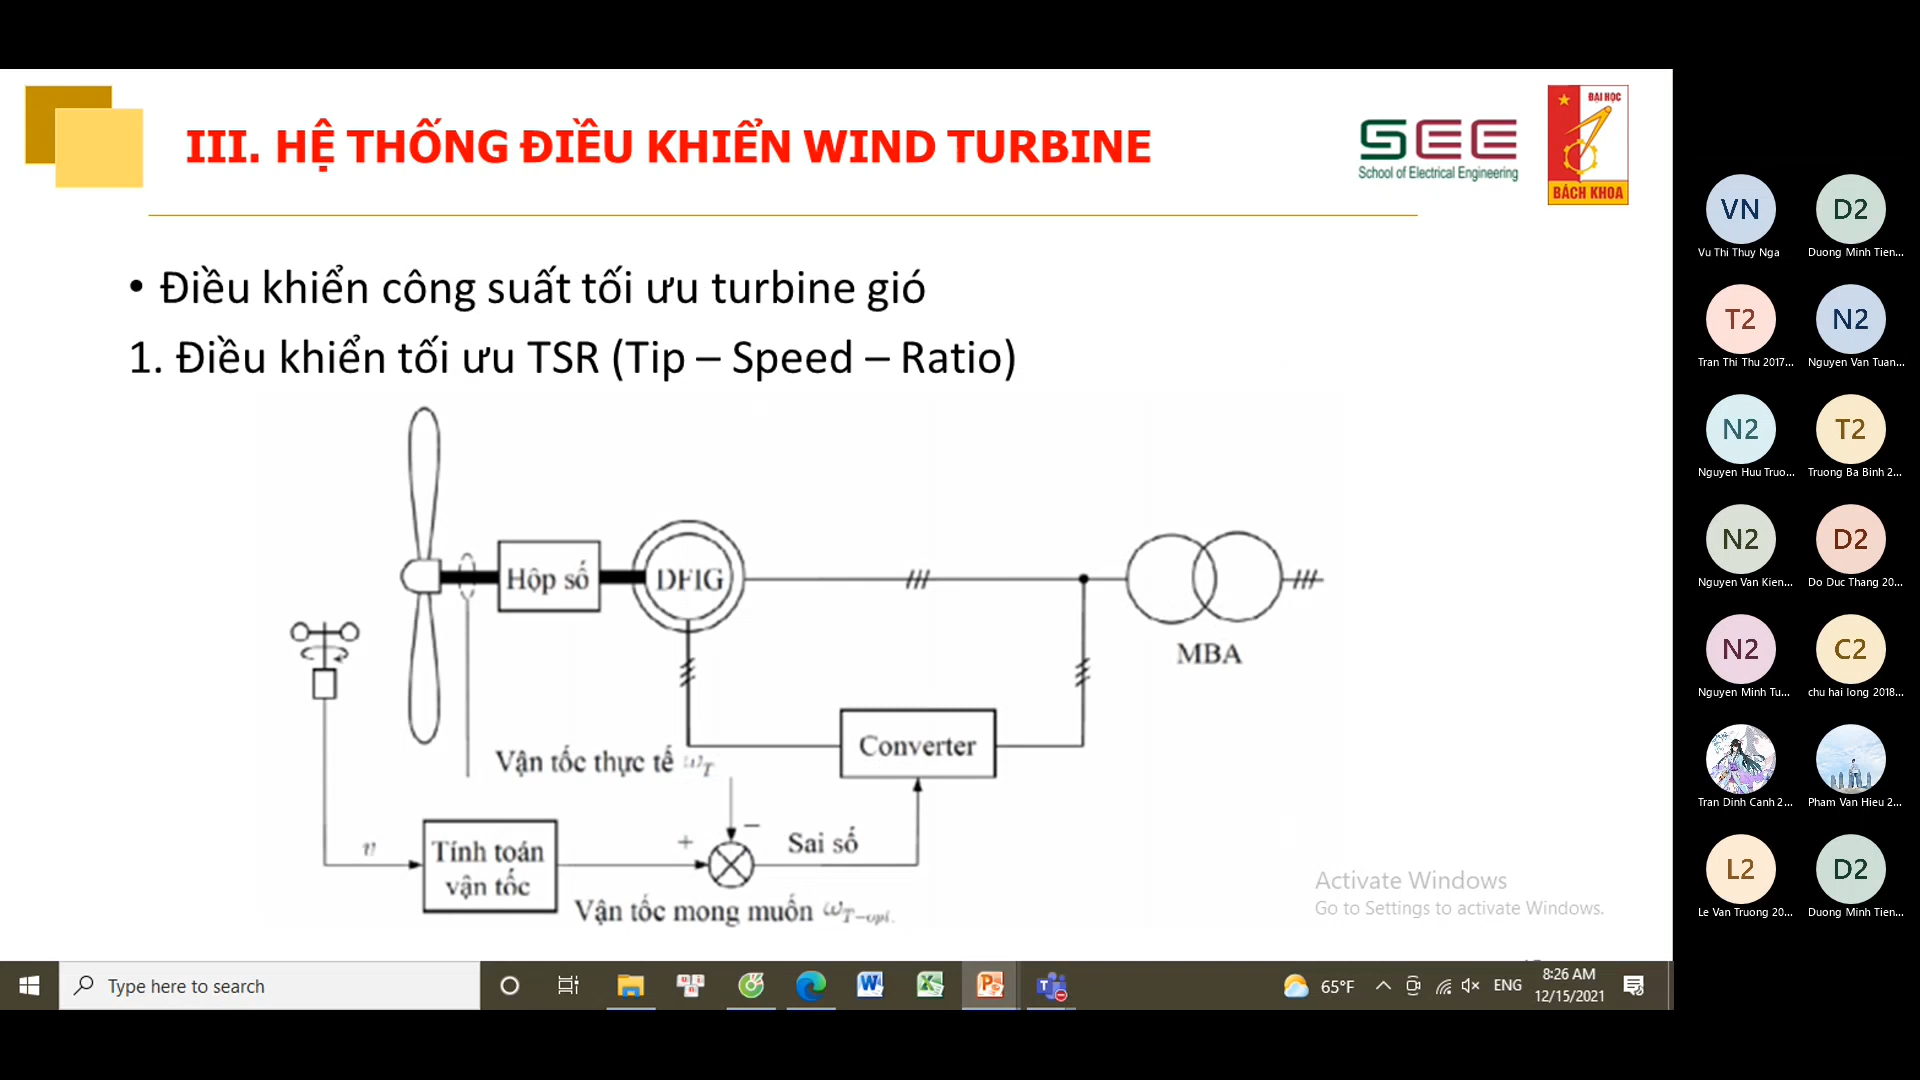 III. HỆ THỐNG ĐIỀU KHIỂN WIND TURBINE
SEE
School of Electrical Engineering
ĐẠI HỌC
BÁCH KHOA
• Điều khiển công suất tối ưu turbine gió
1. Điều khiển tối ưu TSR (Tip – Speed – Ratio)
Hộp số
DFIG
MBA
Converter
Vận tốc thực tế ωT
+
−
Sai số
v
Tính toán
vận tốc
Vận tốc mong muốn ωT−opt.
Activate Windows
Go to Settings to activate Windows.
Type here to search
65°F
ENG
8:26 AM
12/15/2021
VN
Vu Thi Thuy Nga
D2
Duong Minh Tien...
T2
Tran Thi Thu 2017...
N2
Nguyen Van Tuan...
N2
Nguyen Huu Truo...
T2
Truong Ba Binh 2...
N2
Nguyen Van Kien...
D2
Do Duc Thang 20...
N2
Nguyen Minh Tu...
C2
chu hai long 2018...
Tran Dinh Canh 2...
Pham Van Hieu 2...
L2
Le Van Truong 20...
D2
Duong Minh Tien...